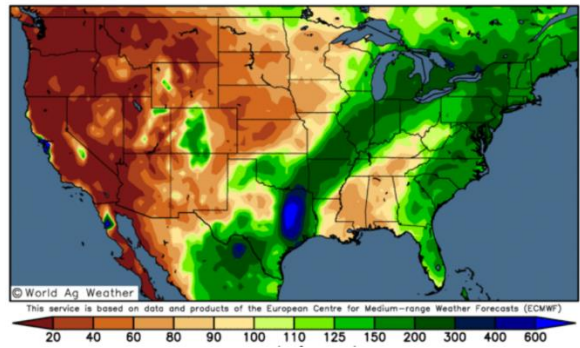 © World Ag Weather
This service is based on data and products of the European Centre for Medium-range Weather Forecasts (ECMWF)
20 40 60 80 90 100 110 125 150 200 300 400 600